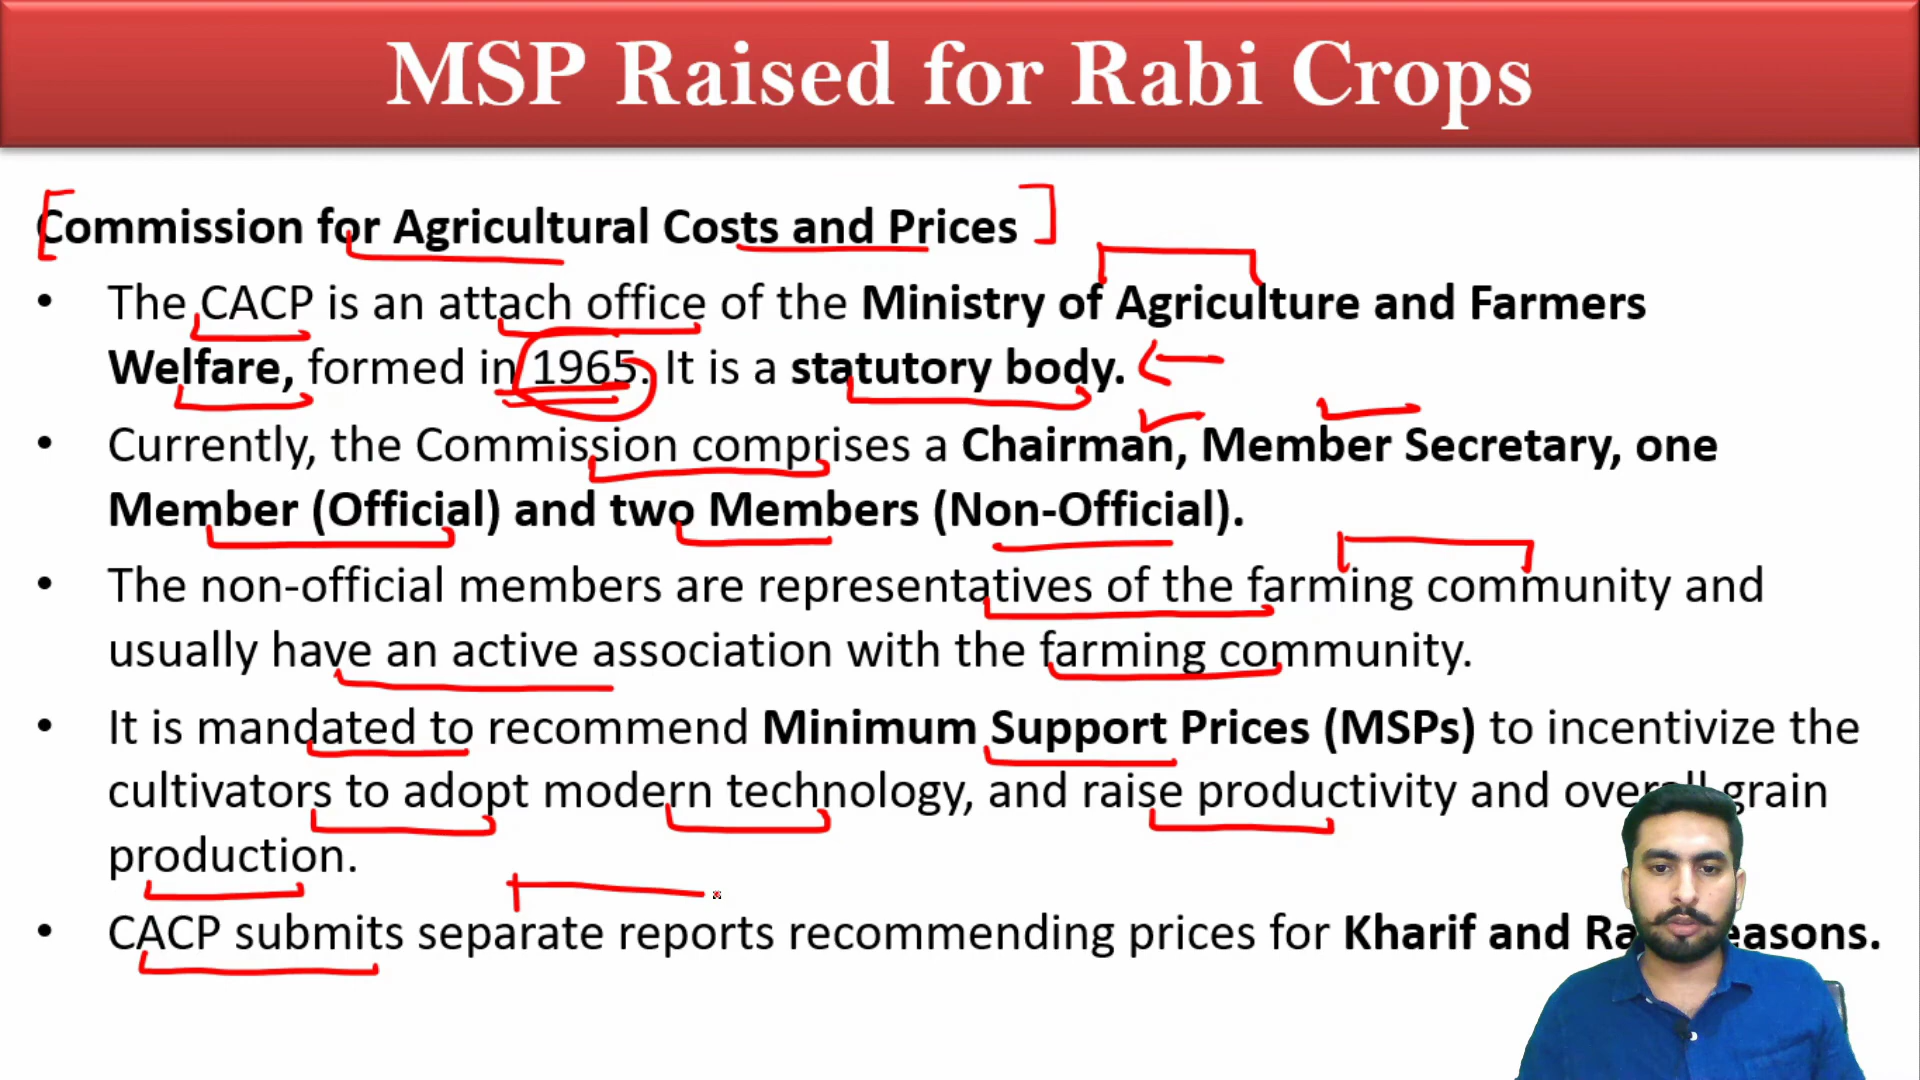 MSP Raised for Rabi Crops
Commission for Agricultural Costs and Prices
• The CACP is an attach office of the Ministry of Agriculture and Farmers
Welfare, formed in 1965. It is a statutory body.
• Currently, the Commission comprises a Chairman, Member Secretary, one
Member (Official) and two Members (Non-Official).
• The non-official members are representatives of the farming community and
usually have an active association with the farming community.
• It is mandated to recommend Minimum Support Prices (MSPs) to incentivize the
cultivators to adopt modern technology, and raise productivity and overall grain
production.
• CACP submits separate reports recommending prices for Kharif and